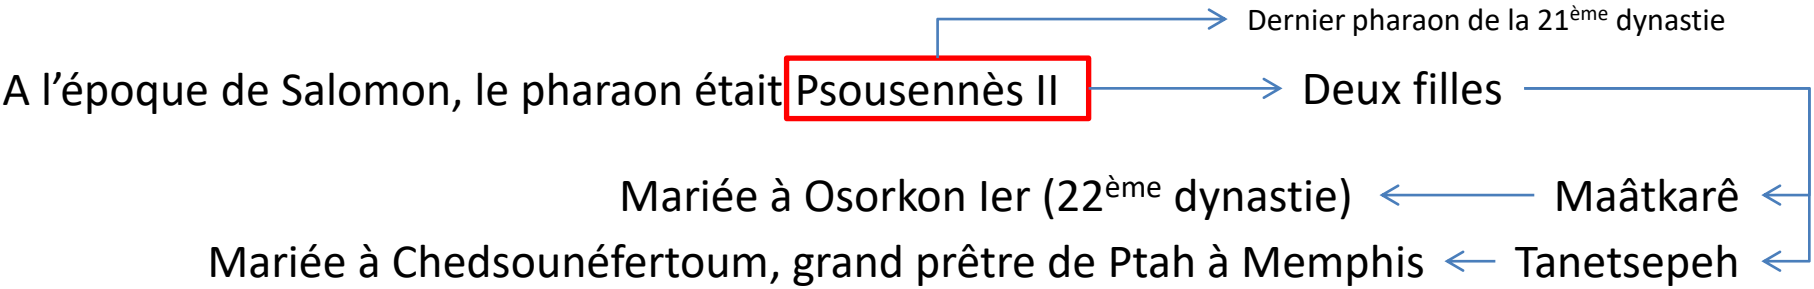 Dernier pharaon de la 21ème dynastie
A l’époque de Salomon, le pharaon était Psousennès II Deux filles
Mariée à Osorkon Ier (22ème dynastie) Maâtkarê
Mariée à Chedsounéfertoum, grand prêtre de Ptah à Memphis Tanetsepeh